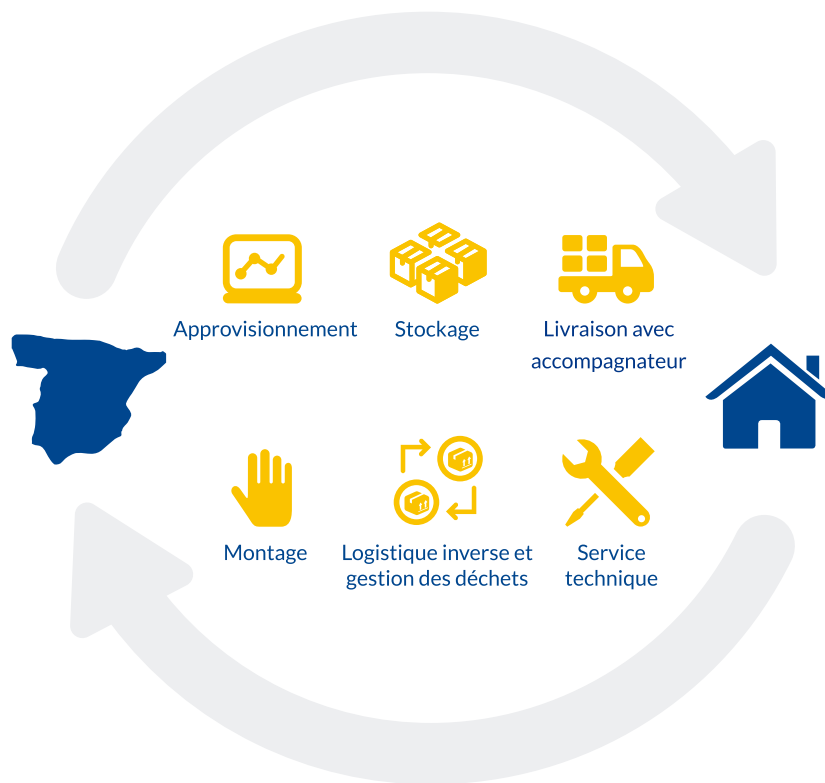 Approvisionnement
Stockage
Livraison avec
accompagnateur
Montage
Logistique inverse et
gestion des déchets
Service
technique